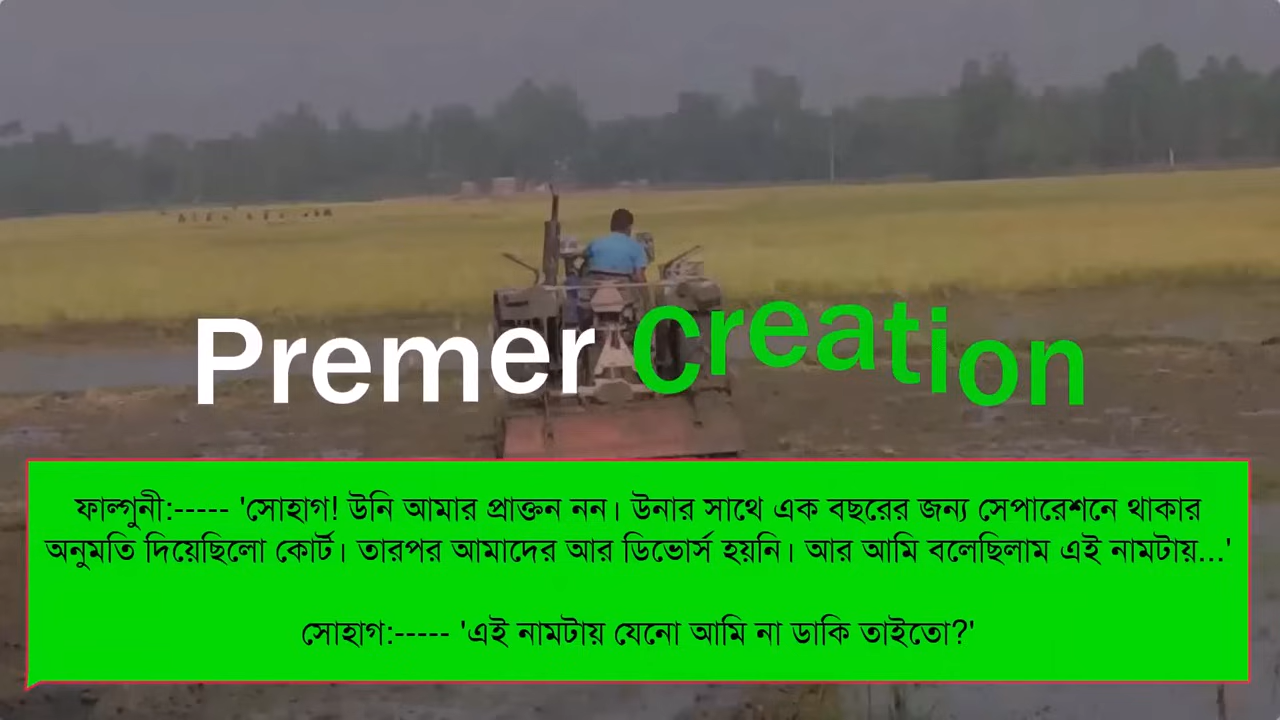 Premer Creation
ফাল্গুনী:----- 'সোহাগ! উনি আমার প্রাক্তন নন। উনার সাথে এক বছরের জন্য সেপারেশনে থাকার
অনুমতি দিয়েছিলো কোর্ট। তারপর আমাদের আর ডিভোর্স হয়নি। আর আমি বলেছিলাম এই নামটায়...'
সোহাগ:----- 'এই নামটায় যেনো আমি না ডাকি তাইতো?'